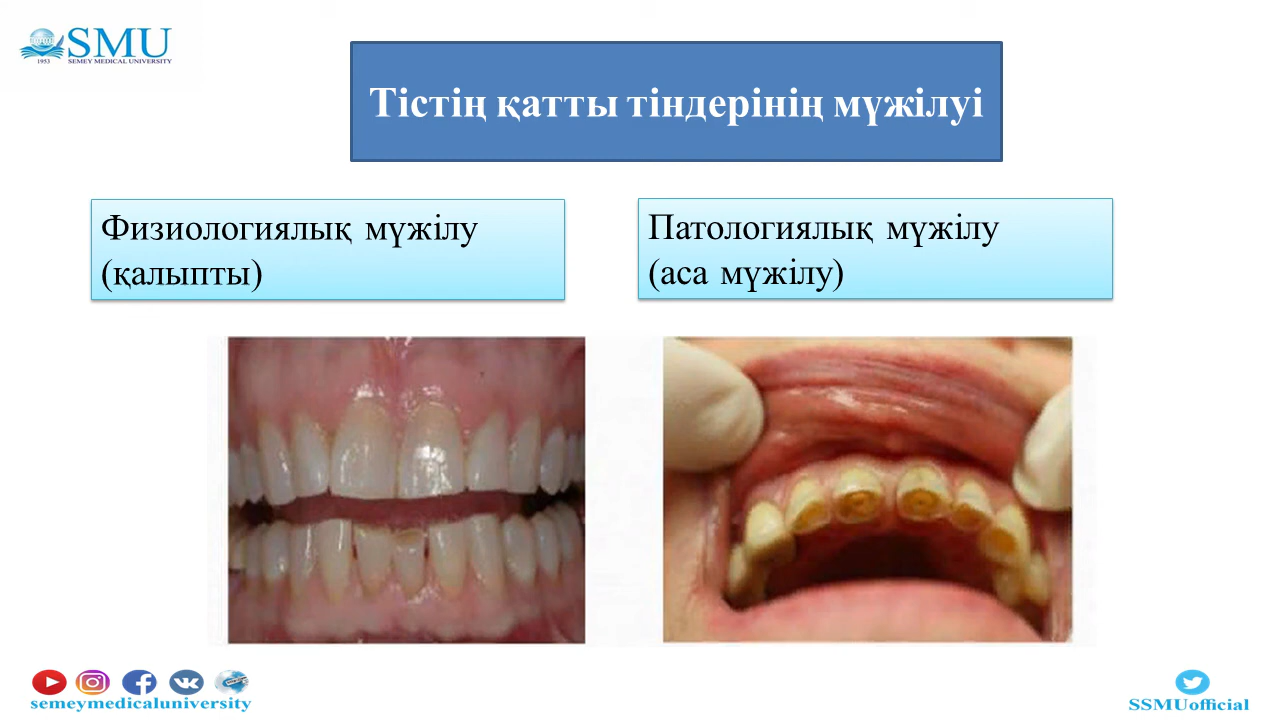 SMU
1953 SEMEY MEDICAL UNIVERSITY
Тістің қатты тіндерінің мүжілуі
Физиологиялық мүжілу
(қалыпты)
Патологиялық мүжілу
(аса мүжілу)
semeymedicaluniversity
SSMUofficial